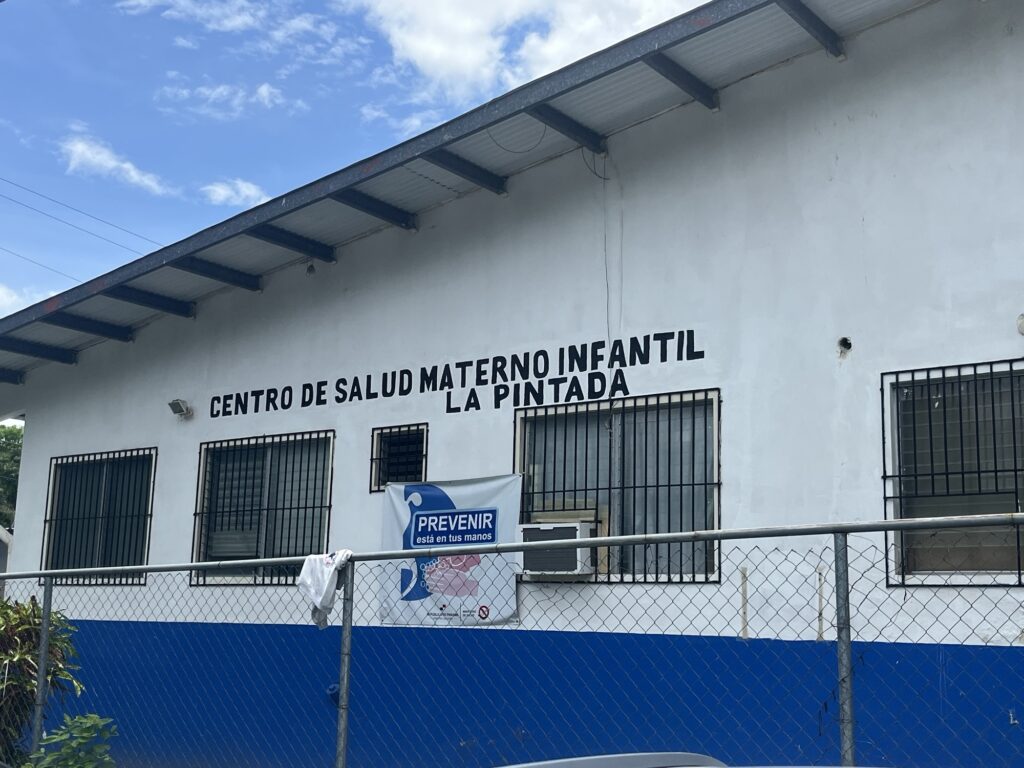 CENTRO DE SALUD MATERNO INFANTIL
LA PINTADA
PREVENIR
está en tus manos